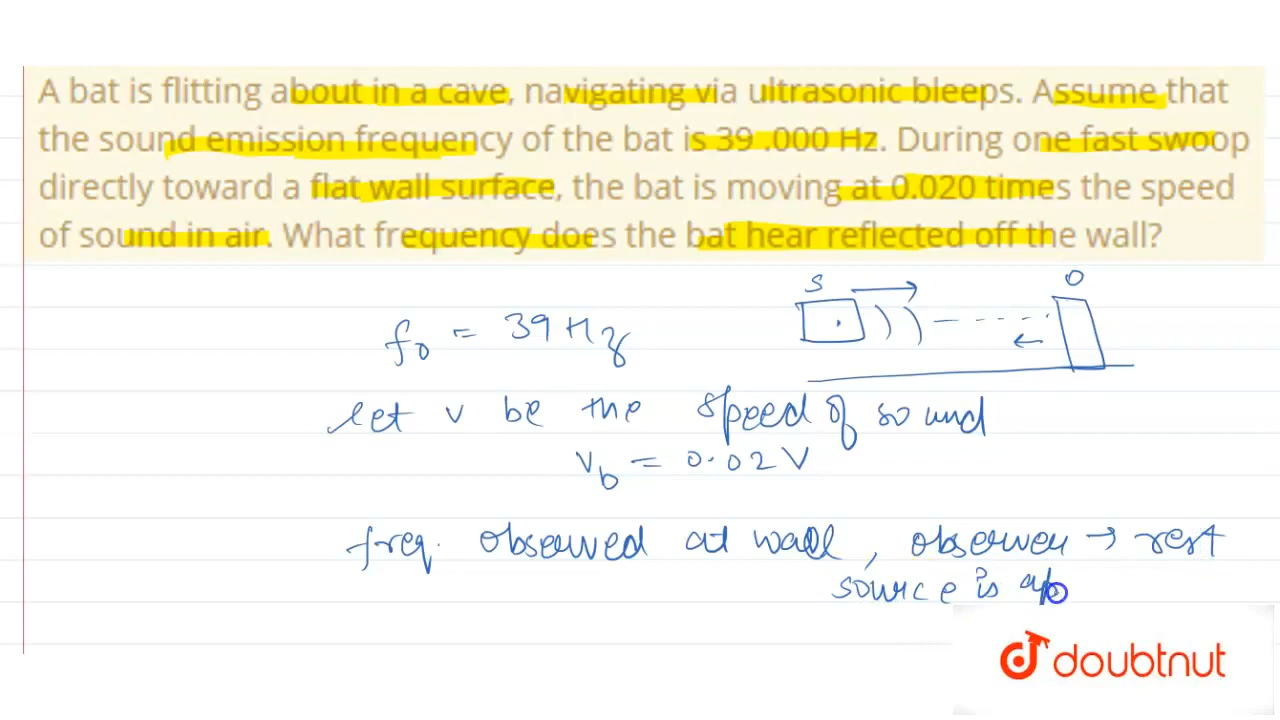 A bat is flitting about in a cave, navigating via ultrasonic bleeps. Assume that
the sound emission frequency of the bat is 39 .000 Hz. During one fast swoop
directly toward a flat wall surface, the bat is moving at 0.020 times the speed
of sound in air. What frequency does the bat hear reflected off the wall?
S
O
f₀ = 39 Hz
let v be the speed of sound
v_b = 0.02 V
freq. observed at wall, observer → rest
source is ap
doubtnut